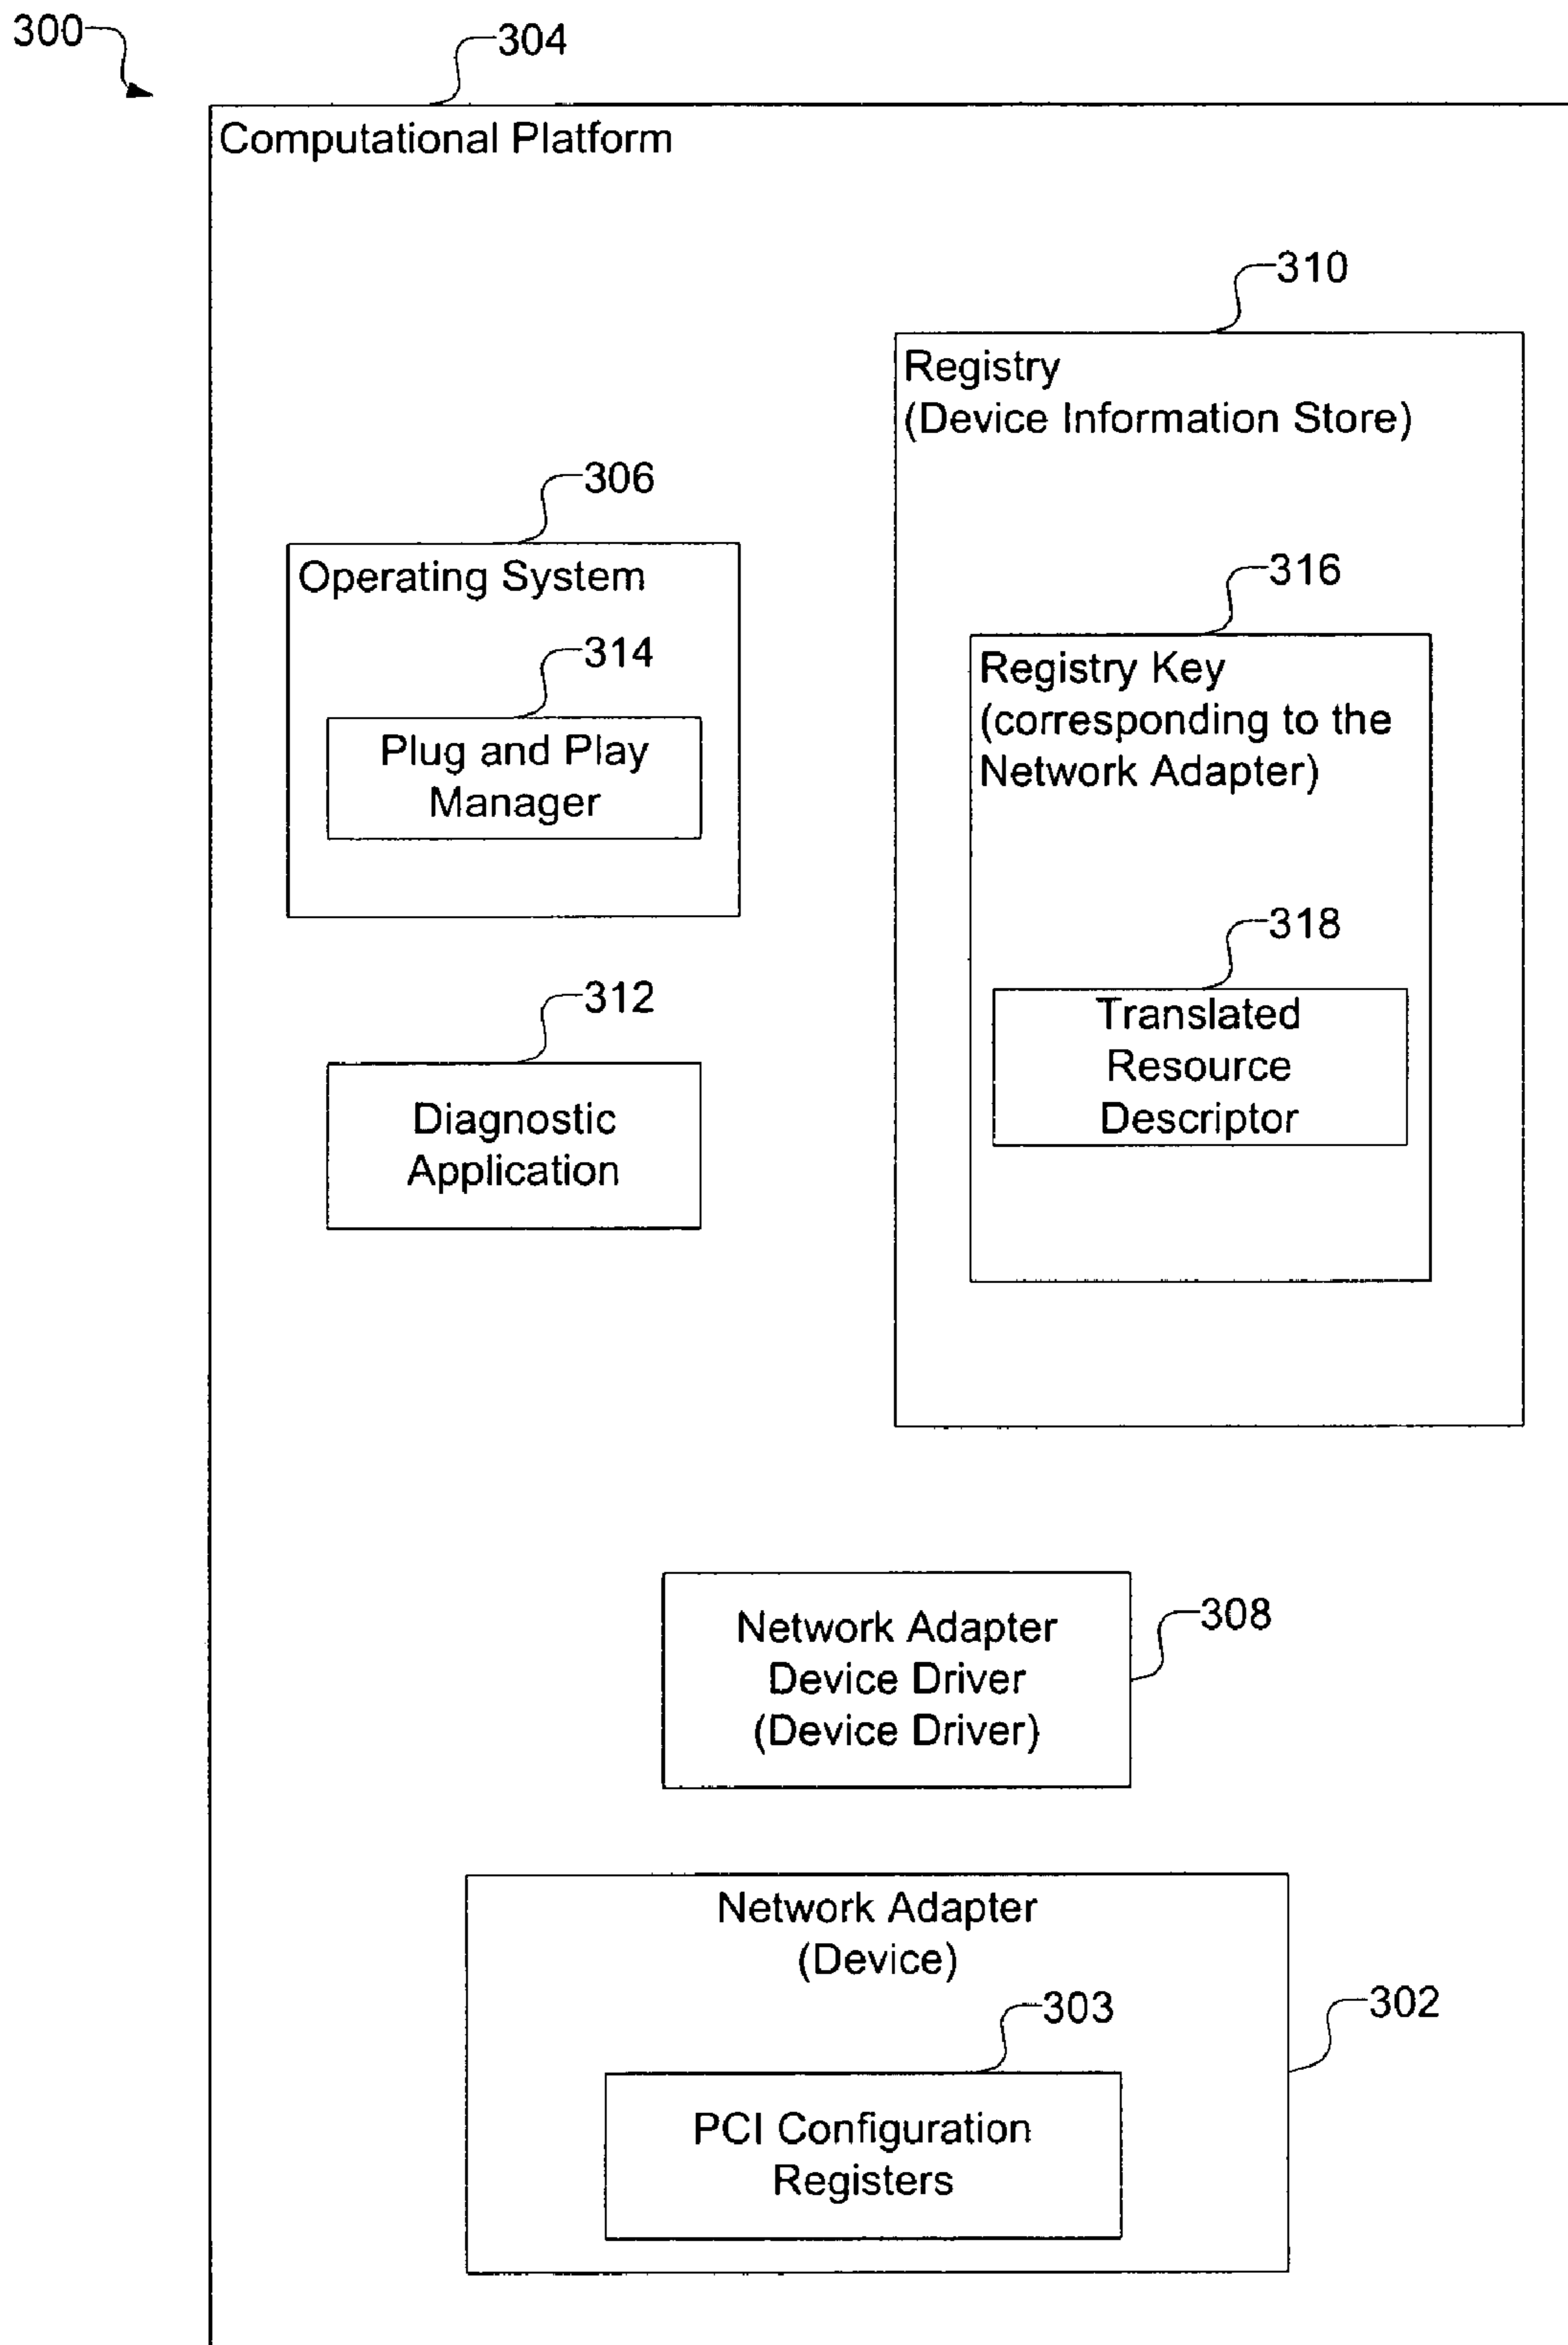 300
304
Computational Platform
310
Registry
(Device Information Store)
306
Operating System
314
Plug and Play
Manager
316
Registry Key
(corresponding to the
Network Adapter)
318
Translated
Resource
Descriptor
312
Diagnostic
Application
Network Adapter
Device Driver
(Device Driver)
308
Network Adapter
(Device)
303
302
PCI Configuration
Registers